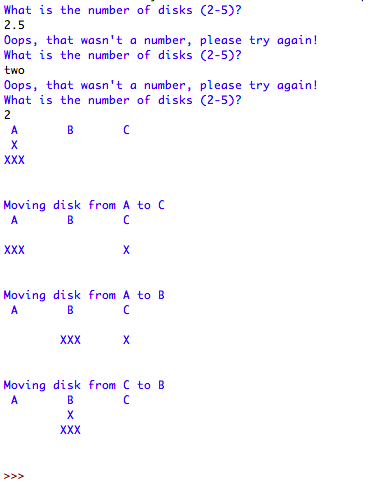 What is the number of disks (2-5)?
2.5
Oops, that wasn't a number, please try again!
What is the number of disks (2-5)?
two
Oops, that wasn't a number, please try again!
What is the number of disks (2-5)?
2
 A       B       C
 X
XXX
Moving disk from A to C
 A       B       C
XXX              X
Moving disk from A to B
 A       B       C
        XXX      X
Moving disk from C to B
 A       B       C
         X
        XXX
>>>